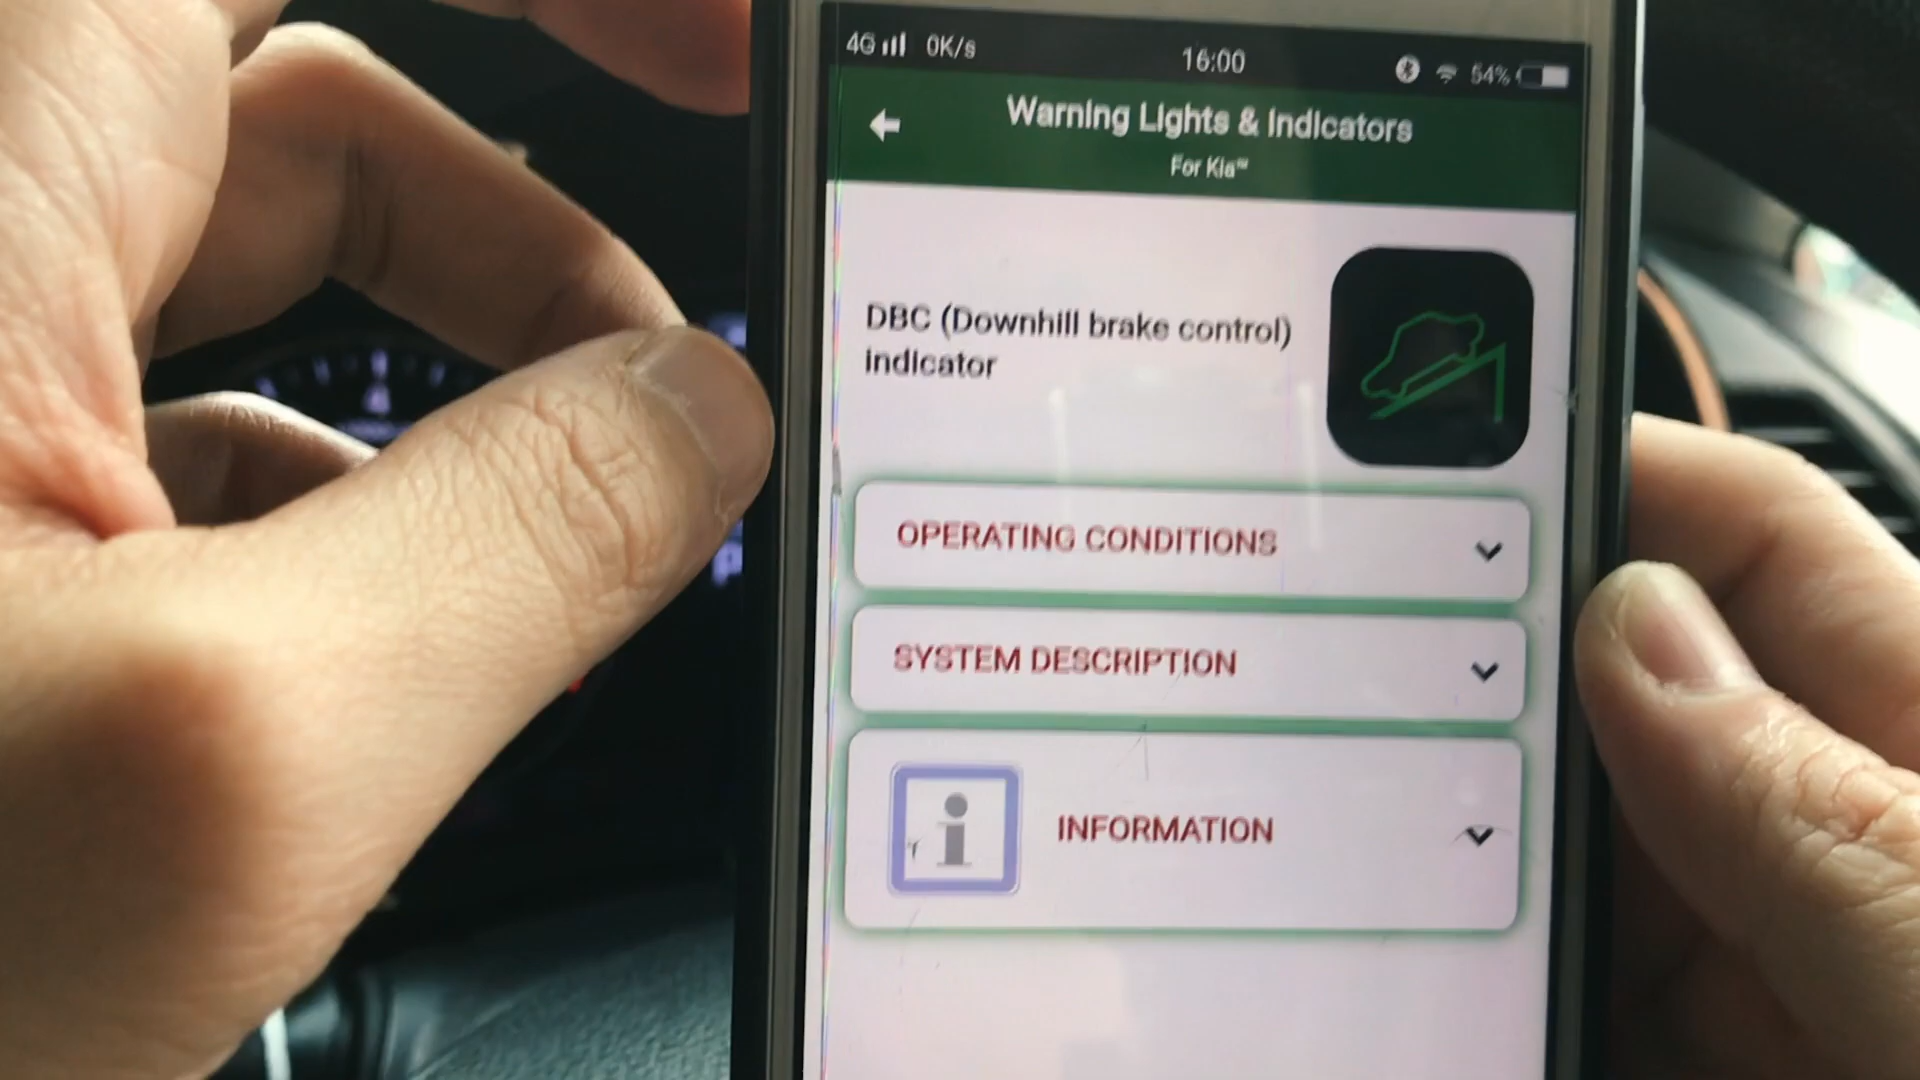 4G 0K/s 16:00 54%
Warning Lights & Indicators
For Kia™
DBC (Downhill brake control)
indicator
OPERATING CONDITIONS
SYSTEM DESCRIPTION
INFORMATION
4